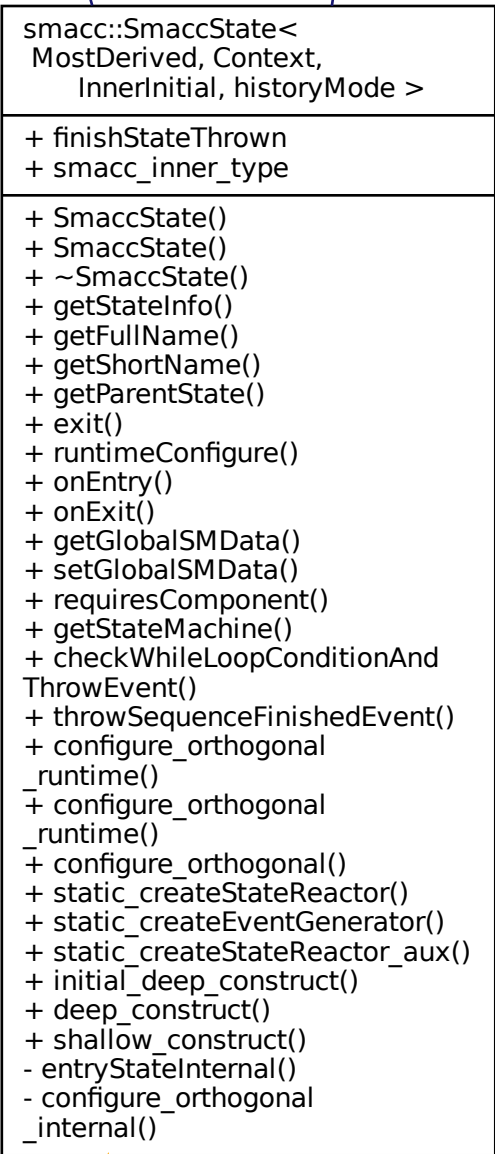 smacc::SmaccState<
MostDerived, Context,
InnerInitial, historyMode >
+ finishStateThrown
+ smacc_inner_type
+ SmaccState()
+ SmaccState()
+ ~SmaccState()
+ getStateInfo()
+ getFullName()
+ getShortName()
+ getParentState()
+ exit()
+ runtimeConfigure()
+ onEntry()
+ onExit()
+ getGlobalSMData()
+ setGlobalSMData()
+ requiresComponent()
+ getStateMachine()
+ checkWhileLoopConditionAnd
ThrowEvent()
+ throwSequenceFinishedEvent()
+ configure_orthogonal
_runtime()
+ configure_orthogonal
_runtime()
+ configure_orthogonal()
+ static_createStateReactor()
+ static_createEventGenerator()
+ static_createStateReactor_aux()
+ initial_deep_construct()
+ deep_construct()
+ shallow_construct()
- entryStateInternal()
- configure_orthogonal
_internal()